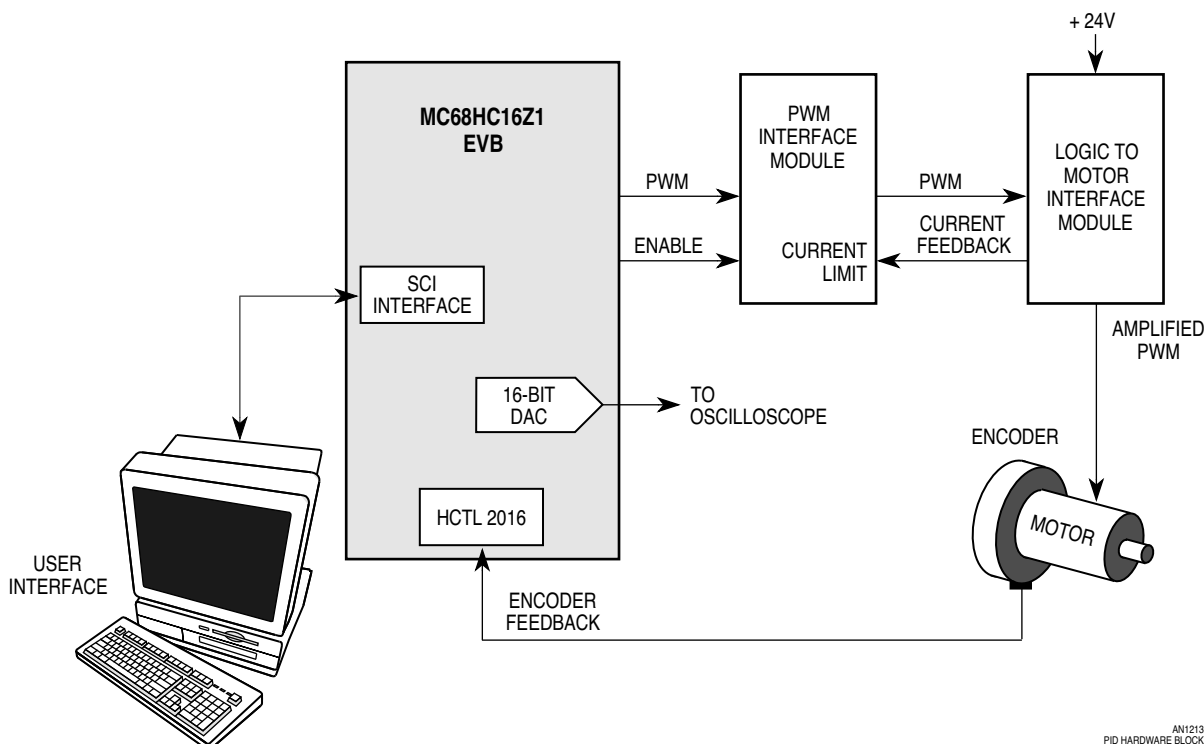 + 24V
MC68HC16Z1
EVB
PWM
INTERFACE
MODULE
LOGIC TO
MOTOR
INTERFACE
MODULE
PWM
PWM
ENABLE
CURRENT
LIMIT
CURRENT
FEEDBACK
SCI
INTERFACE
AMPLIFIED
PWM
16-BIT
DAC
TO
OSCILLOSCOPE
ENCODER
HCTL 2016
MOTOR
USER
INTERFACE
ENCODER
FEEDBACK
AN1213
PID HARDWARE BLOCK